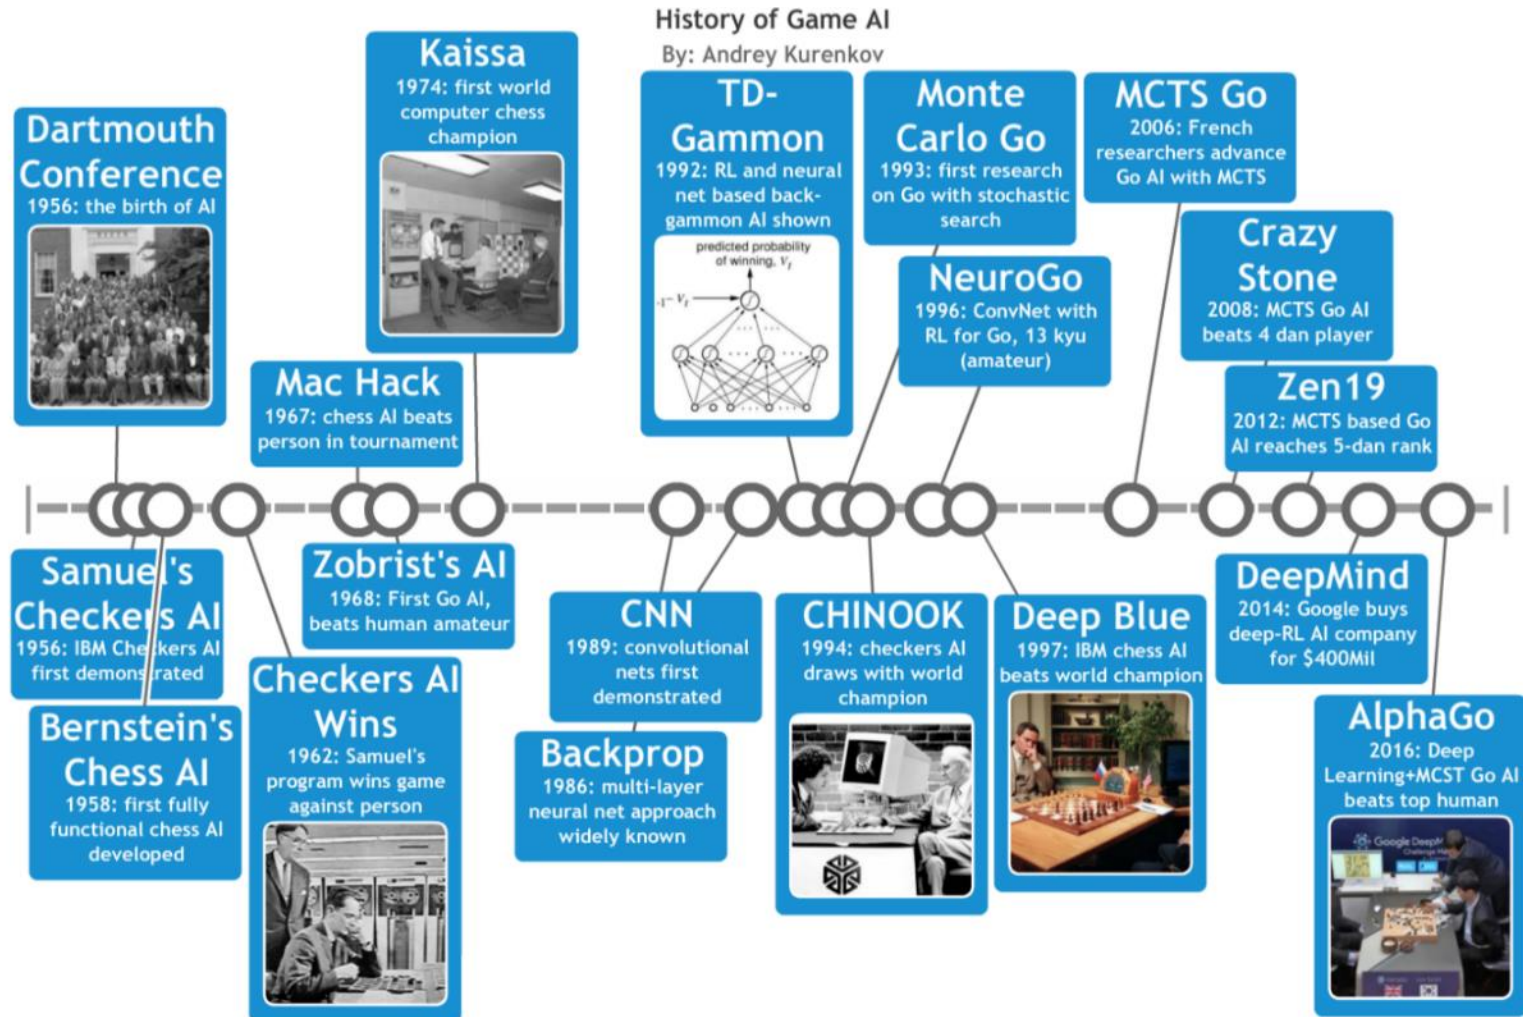 History of Game AI
By: Andrey Kurenkov
Dartmouth
Conference
1956: the birth of AI
Samuel's
Checkers AI
1956: IBM Checkers AI
first demonstrated
Bernstein's
Chess AI
1958: first fully
functional chess AI
developed
Checkers AI
Wins
1962: Samuel's
program wins game
against person
Mac Hack
1967: chess AI beats
person in tournament
Zobrist's AI
1968: First Go AI,
beats human amateur
Kaissa
1974: first world
computer chess
champion
Backprop
1986: multi-layer
neural net approach
widely known
CNN
1989: convolutional
nets first
demonstrated
TD-
Gammon
1992: RL and neural
net based back-
gammon AI shown
predicted probability
of winning, V_t
Monte
Carlo Go
1993: first research
on Go with stochastic
search
CHINOOK
1994: checkers AI
draws with world
champion
NeuroGo
1996: ConvNet with
RL for Go, 13 kyu
(amateur)
Deep Blue
1997: IBM chess AI
beats world champion
MCTS Go
2006: French
researchers advance
Go AI with MCTS
Crazy
Stone
2008: MCTS Go AI
beats 4 dan player
Zen19
2012: MCTS based Go
AI reaches 5-dan rank
DeepMind
2014: Google buys
deep-RL AI company
for $400Mil
AlphaGo
2016: Deep
Learning+MCST Go AI
beats top human
Google